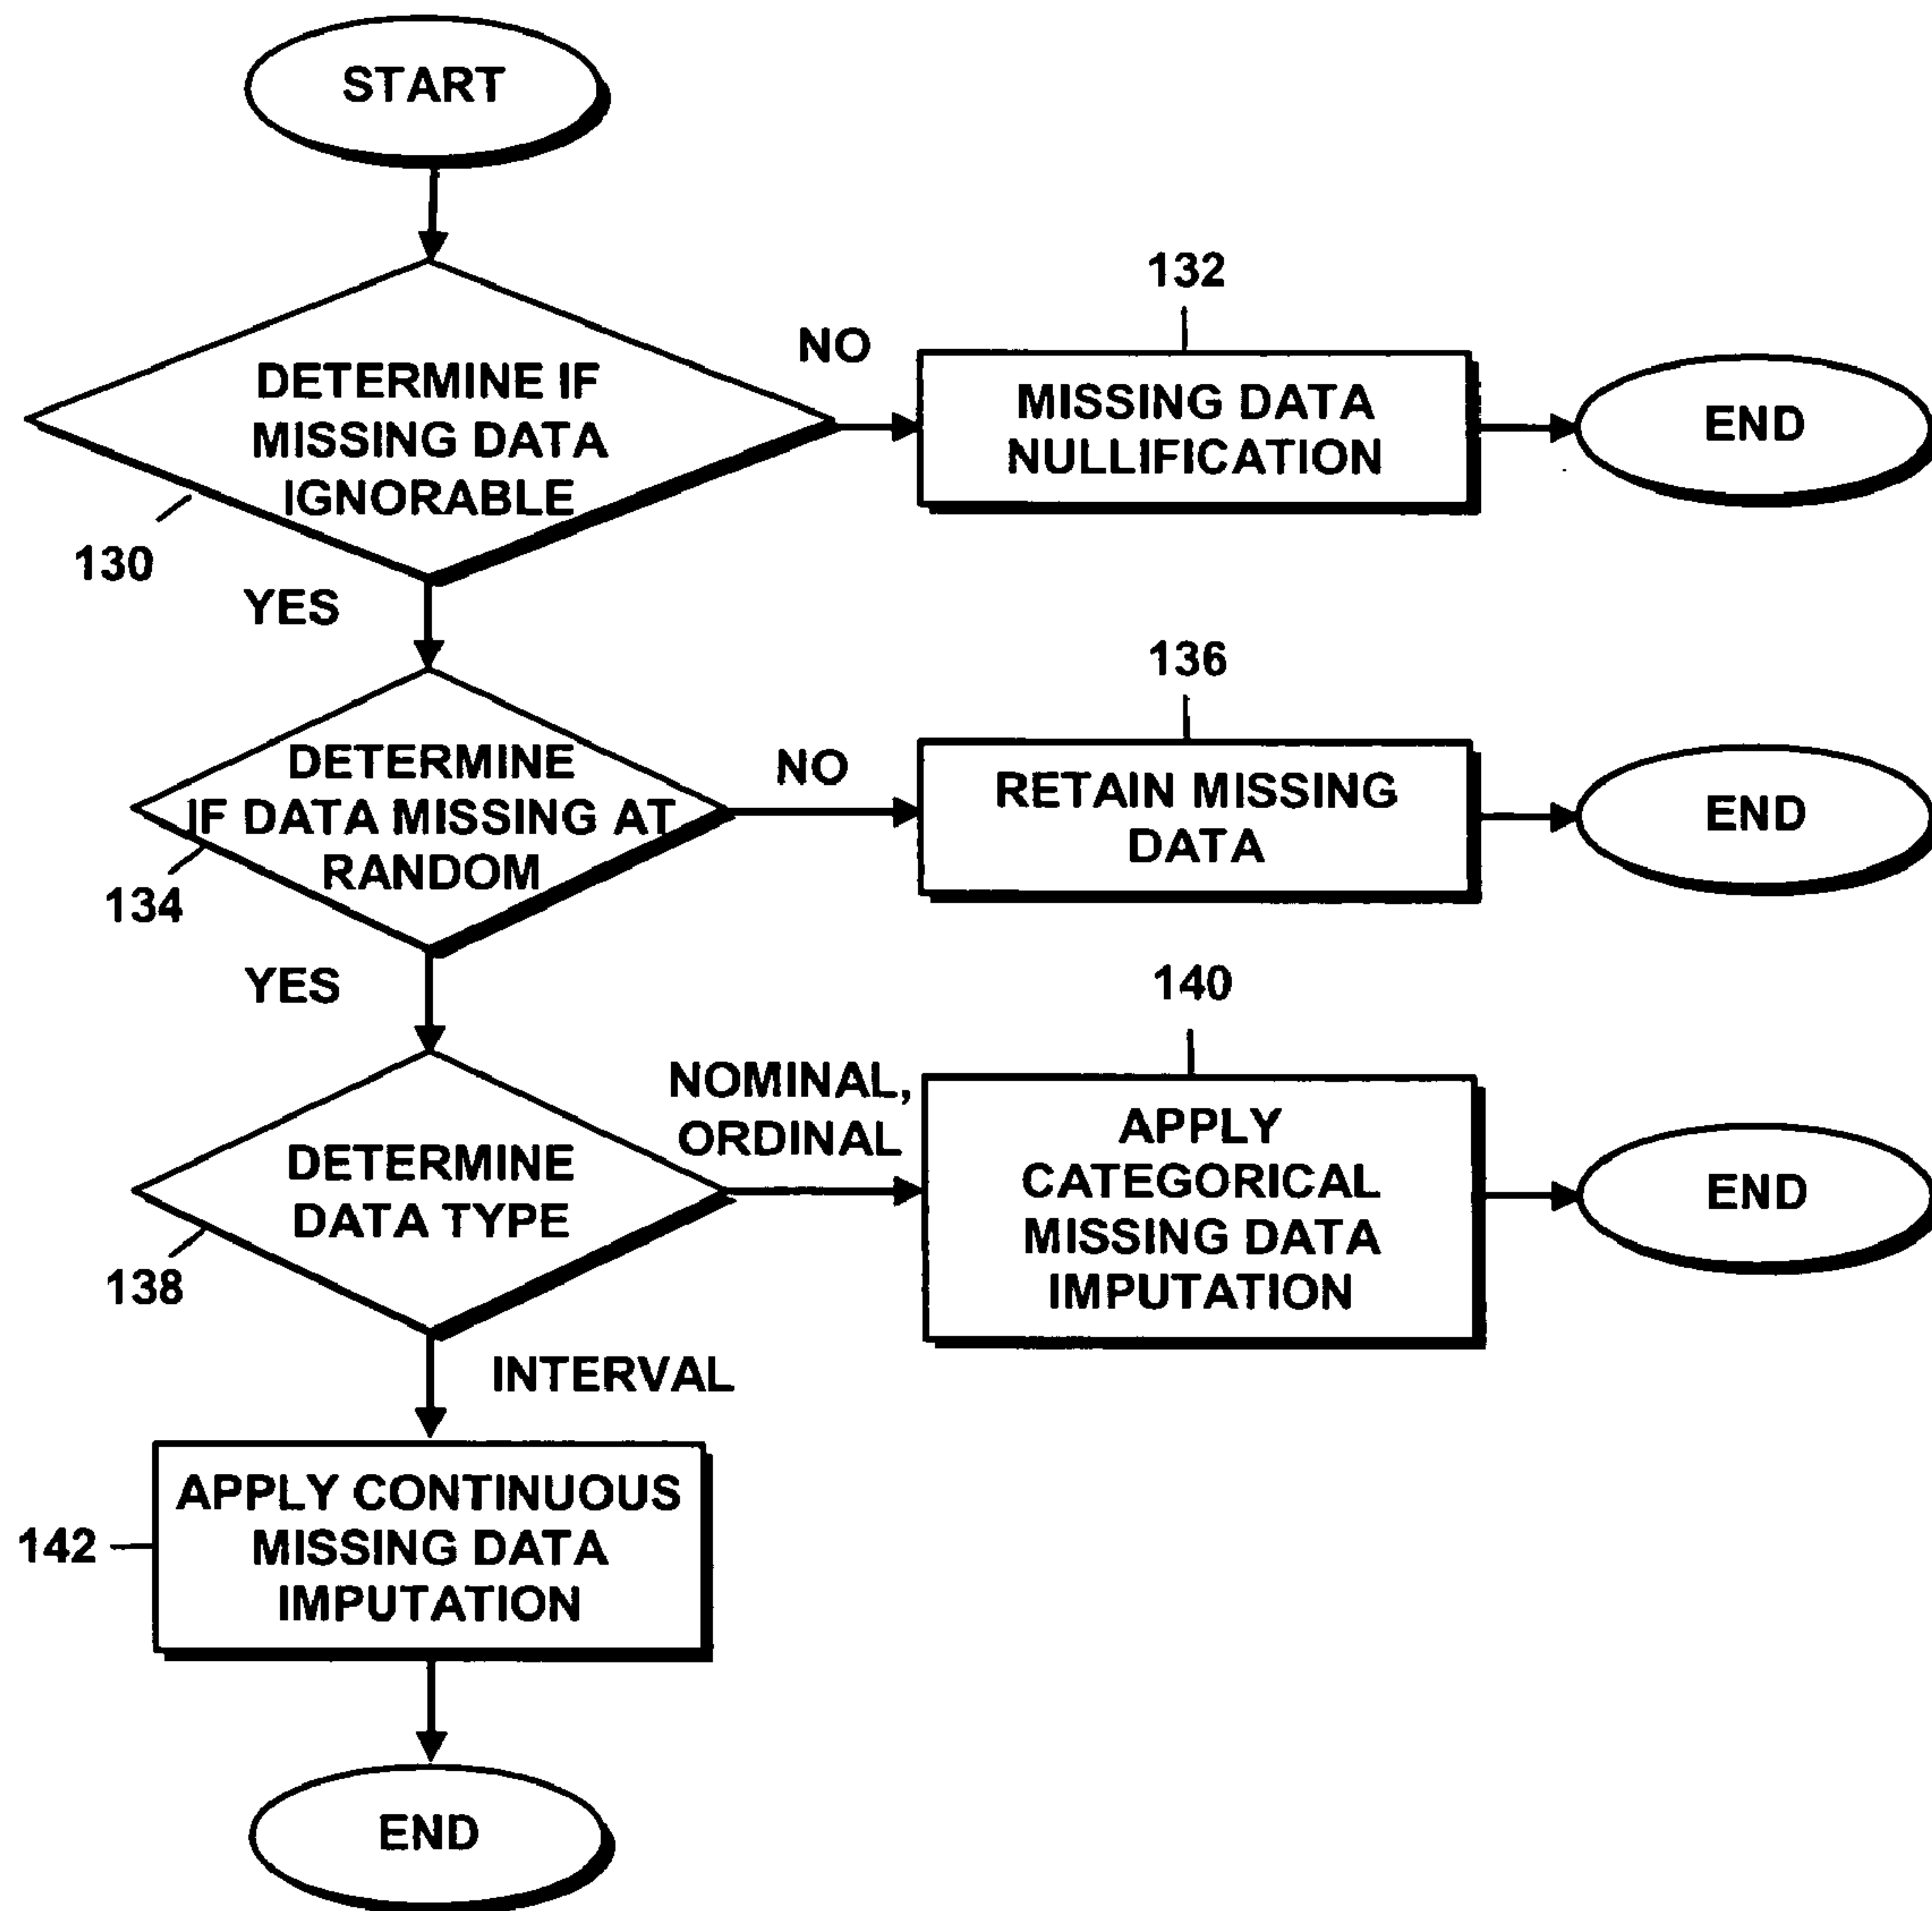 START
132
NO
DETERMINE IF
MISSING DATA
IGNORABLE
MISSING DATA
NULLIFICATION
END
130
YES
136
DETERMINE
IF DATA MISSING AT
RANDOM
NO
RETAIN MISSING
DATA
END
134
YES
140
NOMINAL,
ORDINAL
DETERMINE
DATA TYPE
APPLY
CATEGORICAL
MISSING DATA
IMPUTATION
END
138
INTERVAL
APPLY CONTINUOUS
MISSING DATA
IMPUTATION
142
END